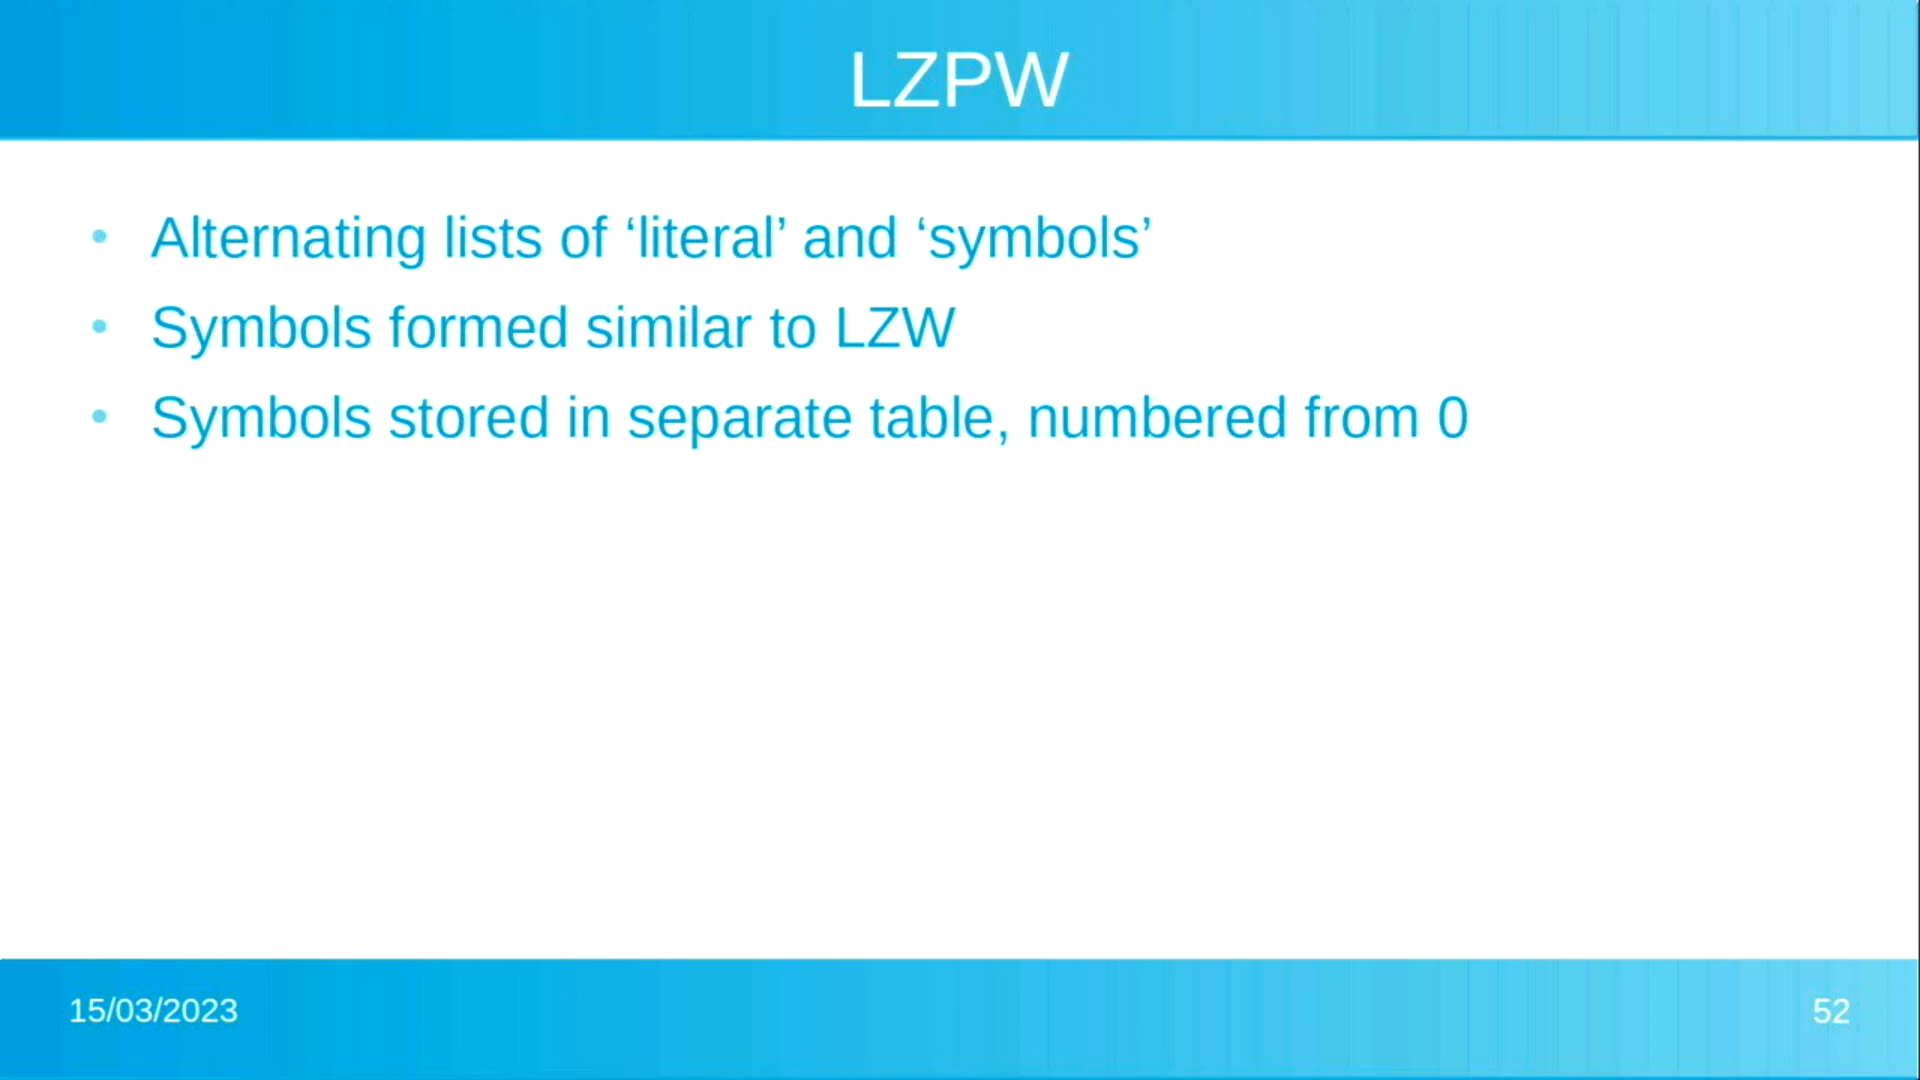 LZPW
• Alternating lists of ‘literal’ and ‘symbols’
• Symbols formed similar to LZW
• Symbols stored in separate table, numbered from 0
15/03/2023
52